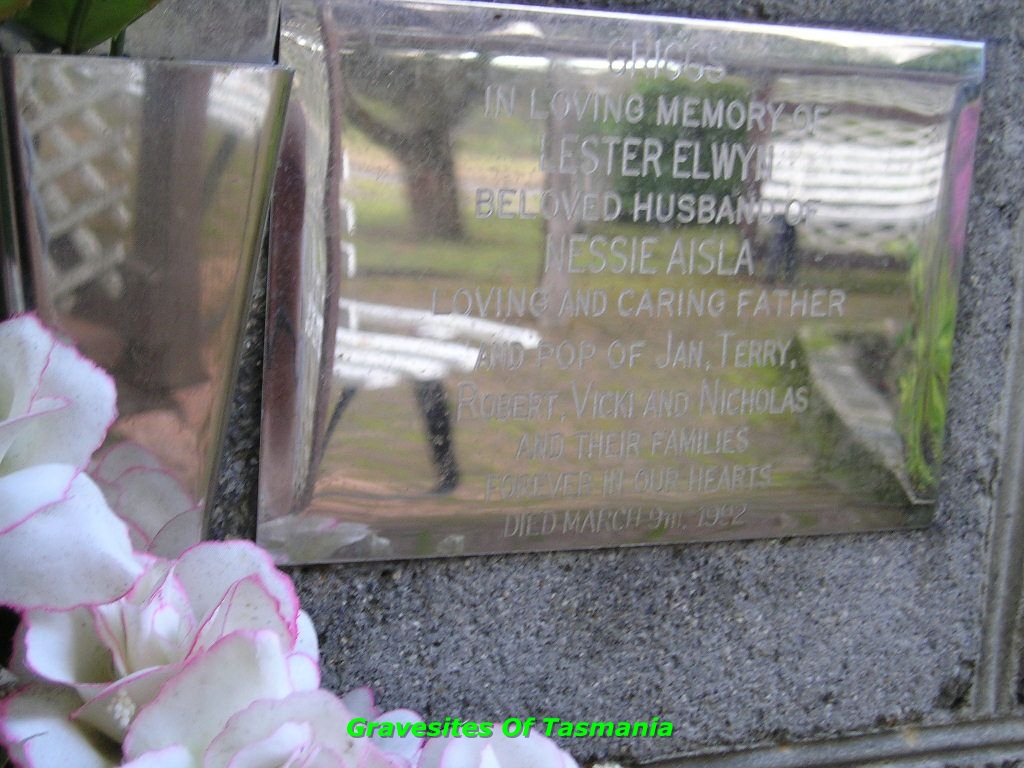 GRIGGS
IN LOVING MEMORY OF
LESTER ELWYN
BELOVED HUSBAND OF
NESSIE AISLA
LOVING AND CARING FATHER
AND POP OF JAN, TERRY,
ROBERT, VICKI AND NICHOLAS
AND THEIR FAMILIES
FOREVER IN OUR HEARTS
DIED MARCH 9TH, 1992
Gravesites Of Tasmania